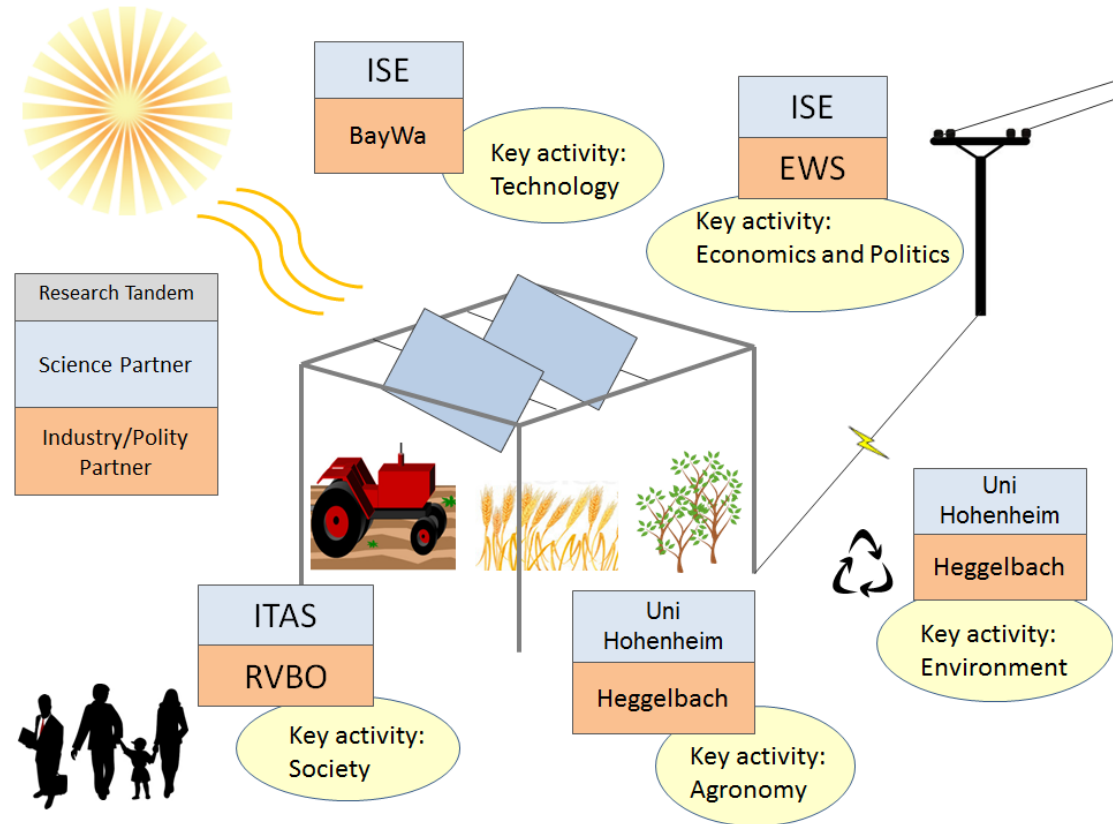 ISE
BayWa
Key activity:
Technology
ISE
EWS
Key activity:
Economics and Politics
Research Tandem
Science Partner
Industry/Polity
Partner
Uni
Hohenheim
Heggelbach
Key activity:
Environment
ITAS
RVBO
Key activity:
Society
Uni
Hohenheim
Heggelbach
Key activity:
Agronomy